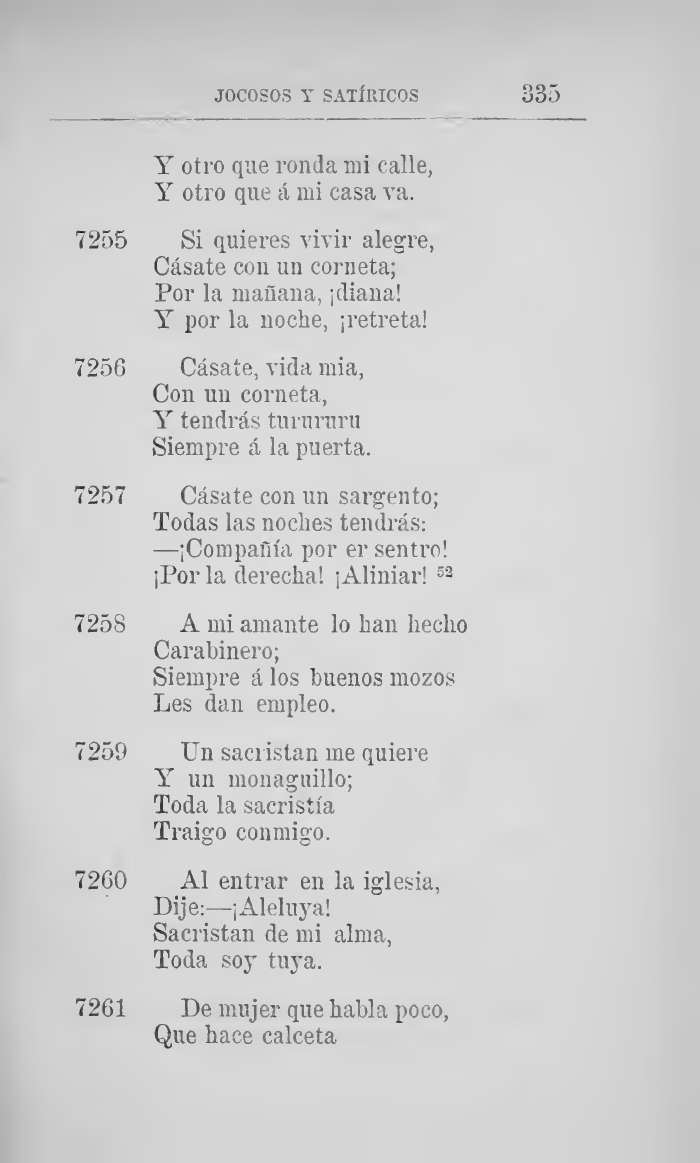 JOCOSOS Y SATÍRICOS 335
Y otro que ronda mi calle,
Y otro que á mi casa va.
7255 Si quieres vivir alegre,
Cásate con un corneta;
Por la mañana, ¡diana!
Y por la noche, ¡retreta!
7256 Cásate, vida mia,
Con un corneta,
Y tendrás turururu
Siempre á la puerta.
7257 Cásate con un sargento;
Todas las noches tendrás:
—¡Compañía por er sentro!
¡Por la derecha! ¡Aliniar! 52
7258 A mi amante lo han hecho
Carabinero;
Siempre á los buenos mozos
Les dan empleo.
7259 Un sacristan me quiere
Y un monaguillo;
Toda la sacristía
Traigo conmigo.
7260 Al entrar en la iglesia,
Dije:—¡Aleluya!
Sacristan de mi alma,
Toda soy tuya.
7261 De mujer que habla poco,
Que hace calceta